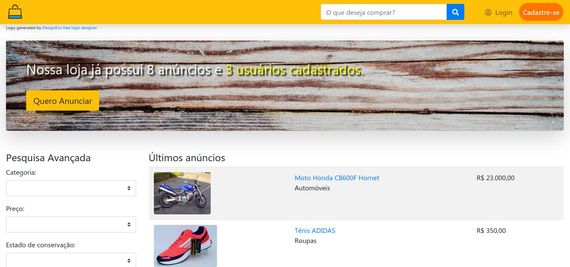 O que deseja comprar?
Login
Cadastre-se
Logo generated by DesignEvo free logo designer
Nossa loja já possui 8 anúncios e 3 usuários cadastrados.
Quero Anunciar
Pesquisa Avançada
Categoria:
Preço:
Estado de conservação:
Últimos anúncios
Moto Honda CB600F Hornet
R$ 23.000,00
Automóveis
Tênis ADIDAS
R$ 350,00
Roupas